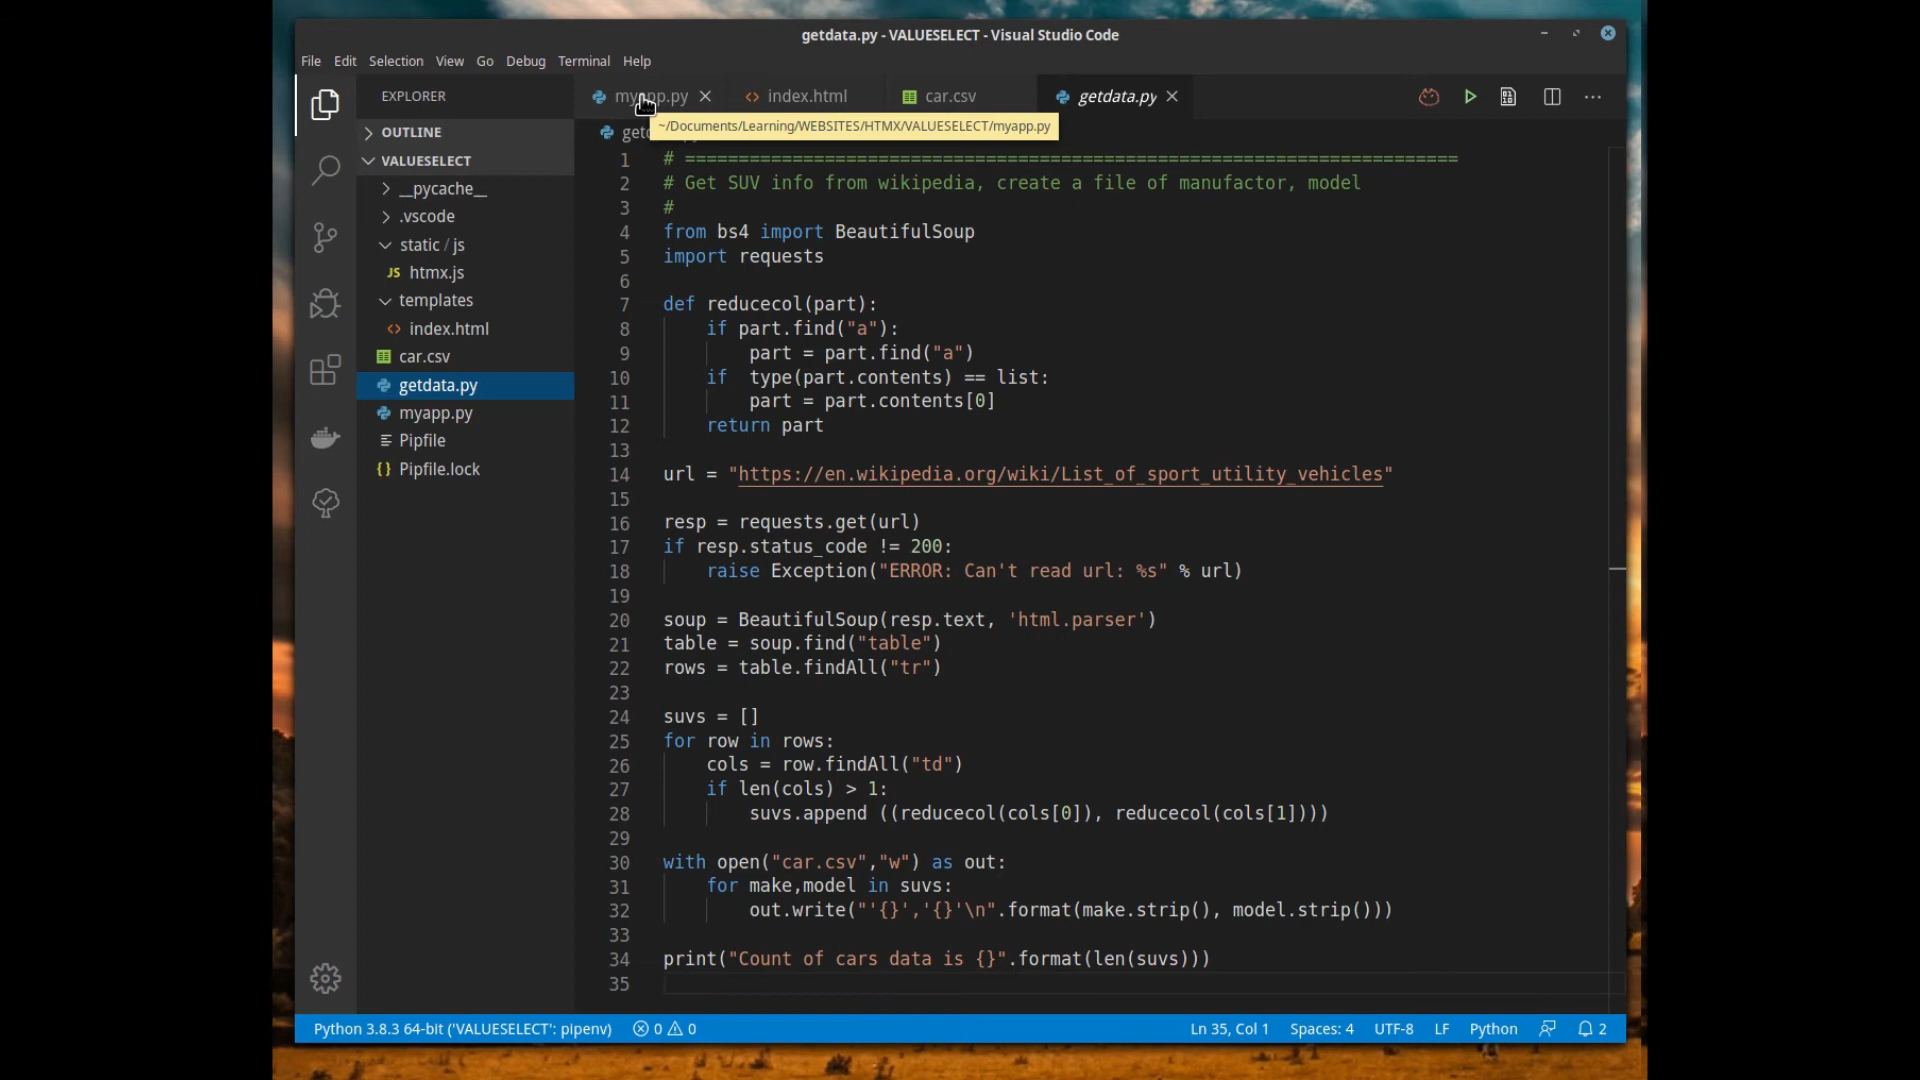 getdata.py - VALUESELECT - Visual Studio Code
File Edit Selection View Go Debug Terminal Help
EXPLORER
myapp.py index.html car.csv getdata.py
OUTLINE
~/Documents/Learning/WEBSITES/HTMX/VALUESELECT/myapp.py
VALUESELECT
__pycache__
.vscode
static / js
JS htmx.js
templates
<> index.html
car.csv
getdata.py
myapp.py
Pipfile
{} Pipfile.lock
1 # ========================================================================
2 # Get SUV info from wikipedia, create a file of manufactor, model
3 #
4 from bs4 import BeautifulSoup
5 import requests
6
7 def reducecol(part):
8     if part.find("a"):
9         part = part.find("a")
10     if  type(part.contents) == list:
11         part = part.contents[0]
12     return part
13
14 url = "https://en.wikipedia.org/wiki/List_of_sport_utility_vehicles"
15
16 resp = requests.get(url)
17 if resp.status_code != 200:
18     raise Exception("ERROR: Can't read url: %s" % url)
19
20 soup = BeautifulSoup(resp.text, 'html.parser')
21 table = soup.find("table")
22 rows = table.findAll("tr")
23
24 suvs = []
25 for row in rows:
26     cols = row.findAll("td")
27     if len(cols) > 1:
28         suvs.append ((reducecol(cols[0]), reducecol(cols[1])))
29
30 with open("car.csv","w") as out:
31     for make,model in suvs:
32         out.write("'{}','{}'\n".format(make.strip(), model.strip()))
33
34 print("Count of cars data is {}".format(len(suvs)))
35
Python 3.8.3 64-bit ('VALUESELECT': pipenv) 0 0 Ln 35, Col 1 Spaces: 4 UTF-8 LF Python 2